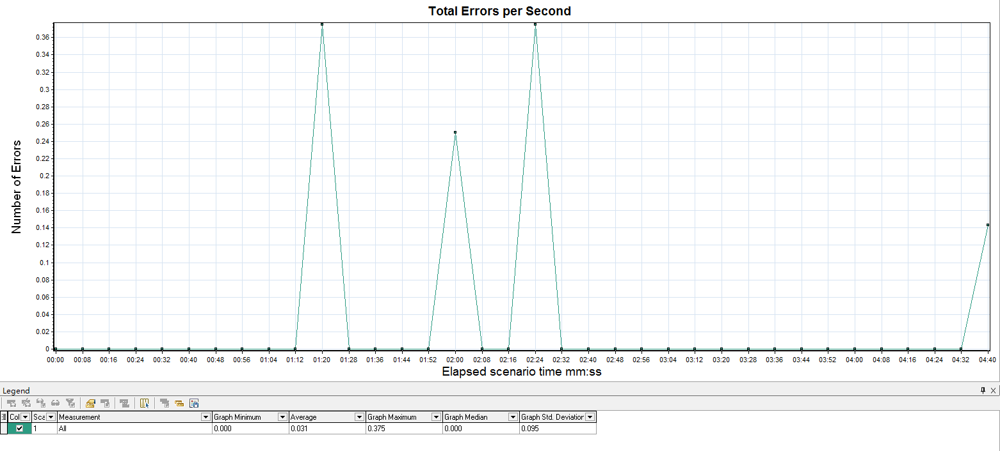 Total Errors per Second
Number of Errors
0.36
0.34
0.32
0.3
0.28
0.26
0.24
0.22
0.2
0.18
0.16
0.14
0.12
0.1
0.08
0.06
0.04
0.02
0
00:00 00:08 00:16 00:24 00:32 00:40 00:48 00:56 01:04 01:12 01:20 01:28 01:36 01:44 01:52 02:00 02:08 02:16 02:24 02:32 02:40 02:48 02:56 03:04 03:12 03:20 03:28 03:36 03:44 03:52 04:00 04:08 04:16 04:24 04:32 04:40
Elapsed scenario time mm:ss
Legend
Col Sca Measurement Graph Minimum Average Graph Maximum Graph Median Graph Std. Deviation
1 All 0.000 0.031 0.375 0.000 0.095